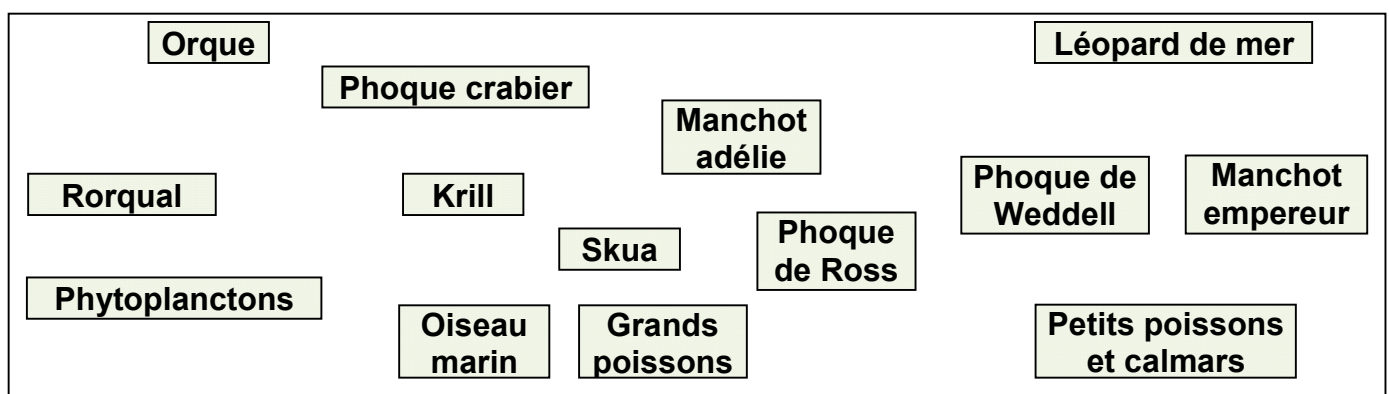 Orque
Léopard de mer
Phoque crabier
Manchot
adélie
Rorqual
Krill
Phoque de
Weddell
Manchot
empereur
Skua
Phoque
de Ross
Phytoplanctons
Oiseau
marin
Grands
poissons
Petits poissons
et calmars